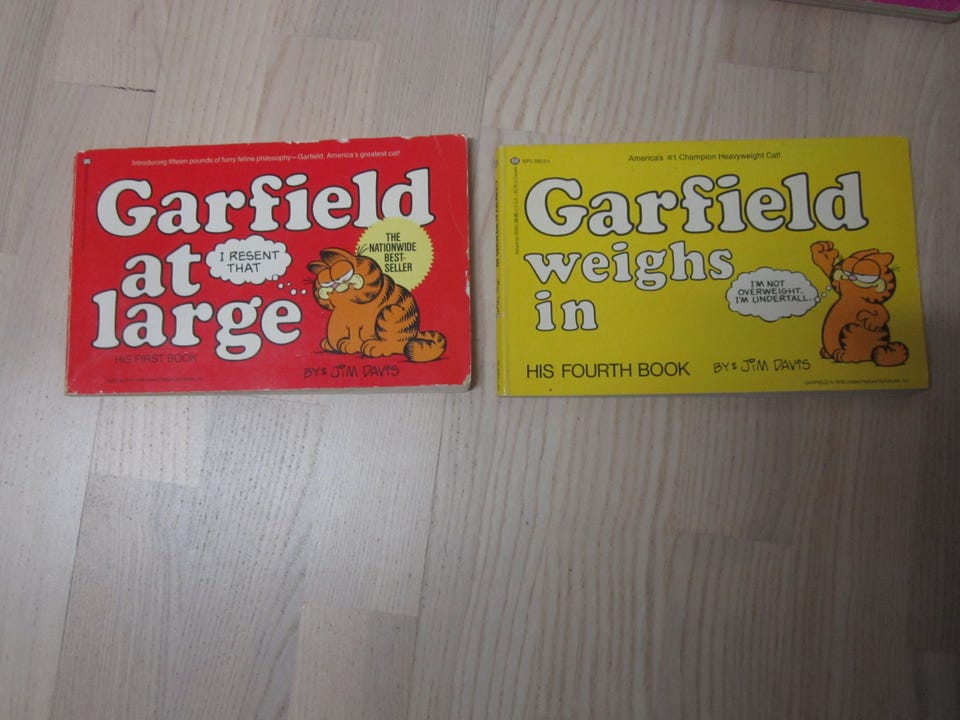 Introducing fifteen pounds of furry feline philosophy—Garfield, America's greatest cat!
Garfield
at
large
I RESENT
THAT
THE
NATIONWIDE
BEST-
SELLER
HIS FIRST BOOK
BY: JIM DAVIS
America's #1 Champion Heavyweight Cat!
Garfield
weighs
in
I'M NOT
OVERWEIGHT.
I'M UNDERTALL.
HIS FOURTH BOOK
BY: JIM DAVIS